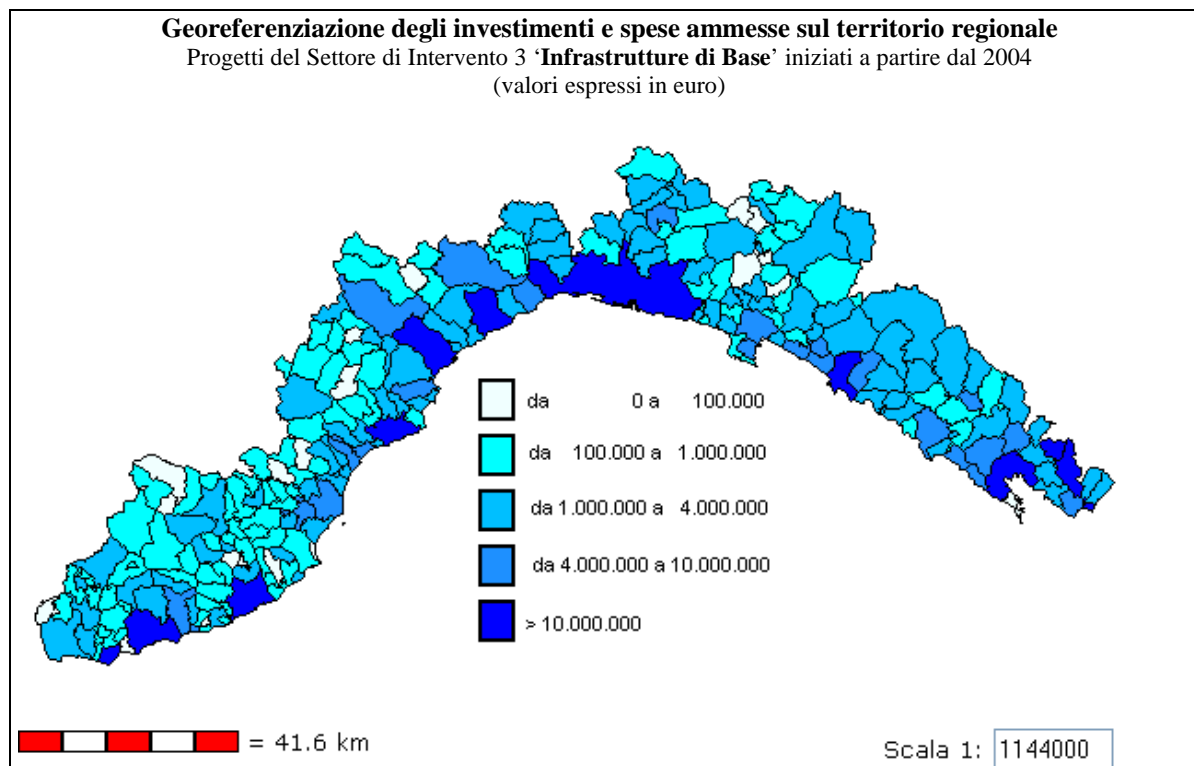 Georeferenziazione degli investimenti e spese ammesse sul territorio regionale
Progetti del Settore di Intervento 3 ‘Infrastrutture di Base’ iniziati a partire dal 2004
(valori espressi in euro)
da 0 a 100.000
da 100.000 a 1.000.000
da 1.000.000 a 4.000.000
da 4.000.000 a 10.000.000
> 10.000.000
= 41.6 km
Scala 1: 1144000